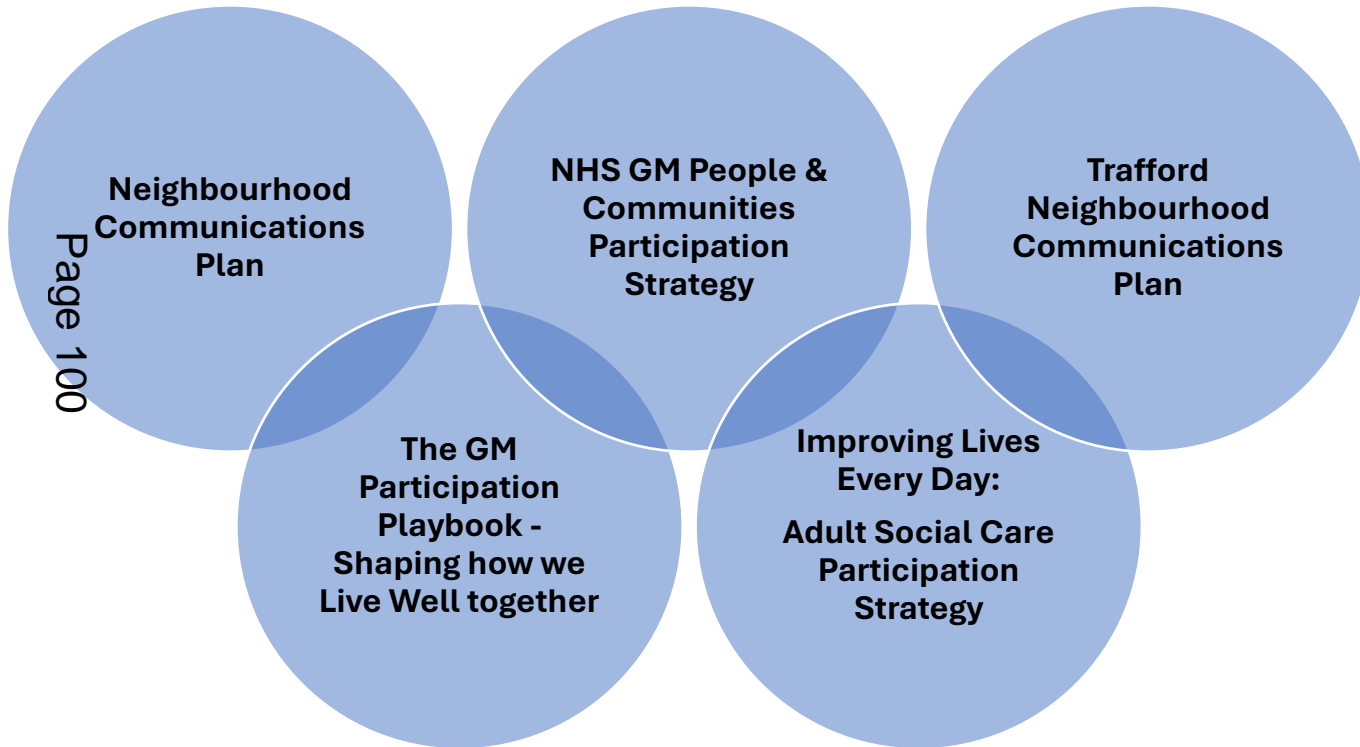 Neighbourhood
Communications
Plan
NHS GM People &
Communities
Participation
Strategy
Trafford
Neighbourhood
Communications
Plan
The GM
Participation
Playbook -
Shaping how we
Live Well together
Improving Lives
Every Day:
Adult Social Care
Participation
Strategy
Page 100